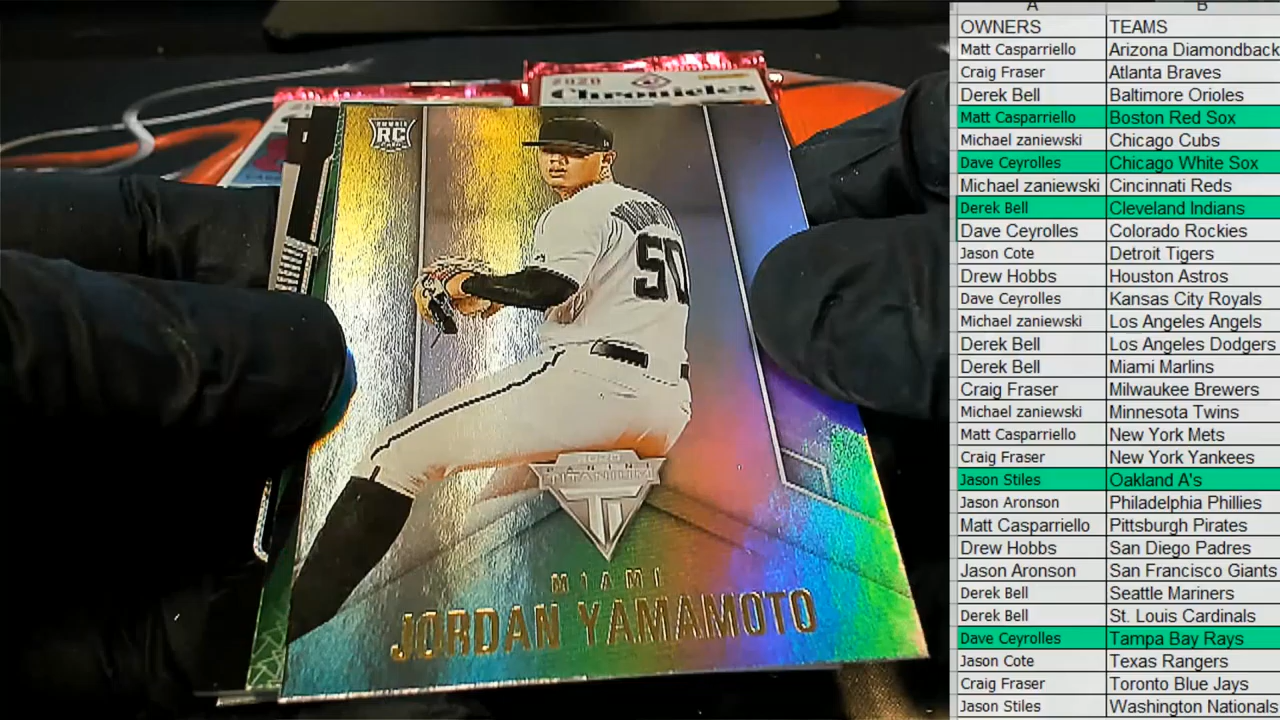 2020
Chronicles
RC
50
2020
PANINI
TITANIUM
MIAMI
JORDAN YAMAMOTO
A B
OWNERS TEAMS
Matt Casparriello Arizona Diamondback
Craig Fraser Atlanta Braves
Derek Bell Baltimore Orioles
Matt Casparriello Boston Red Sox
Michael zaniewski Chicago Cubs
Dave Ceyrolles Chicago White Sox
Michael zaniewski Cincinnati Reds
Derek Bell Cleveland Indians
Dave Ceyrolles Colorado Rockies
Jason Cote Detroit Tigers
Drew Hobbs Houston Astros
Dave Ceyrolles Kansas City Royals
Michael zaniewski Los Angeles Angels
Derek Bell Los Angeles Dodgers
Derek Bell Miami Marlins
Craig Fraser Milwaukee Brewers
Michael zaniewski Minnesota Twins
Matt Casparriello New York Mets
Craig Fraser New York Yankees
Jason Stiles Oakland A's
Jason Aronson Philadelphia Phillies
Matt Casparriello Pittsburgh Pirates
Drew Hobbs San Diego Padres
Jason Aronson San Francisco Giants
Derek Bell Seattle Mariners
Derek Bell St. Louis Cardinals
Dave Ceyrolles Tampa Bay Rays
Jason Cote Texas Rangers
Craig Fraser Toronto Blue Jays
Jason Stiles Washington Nationals